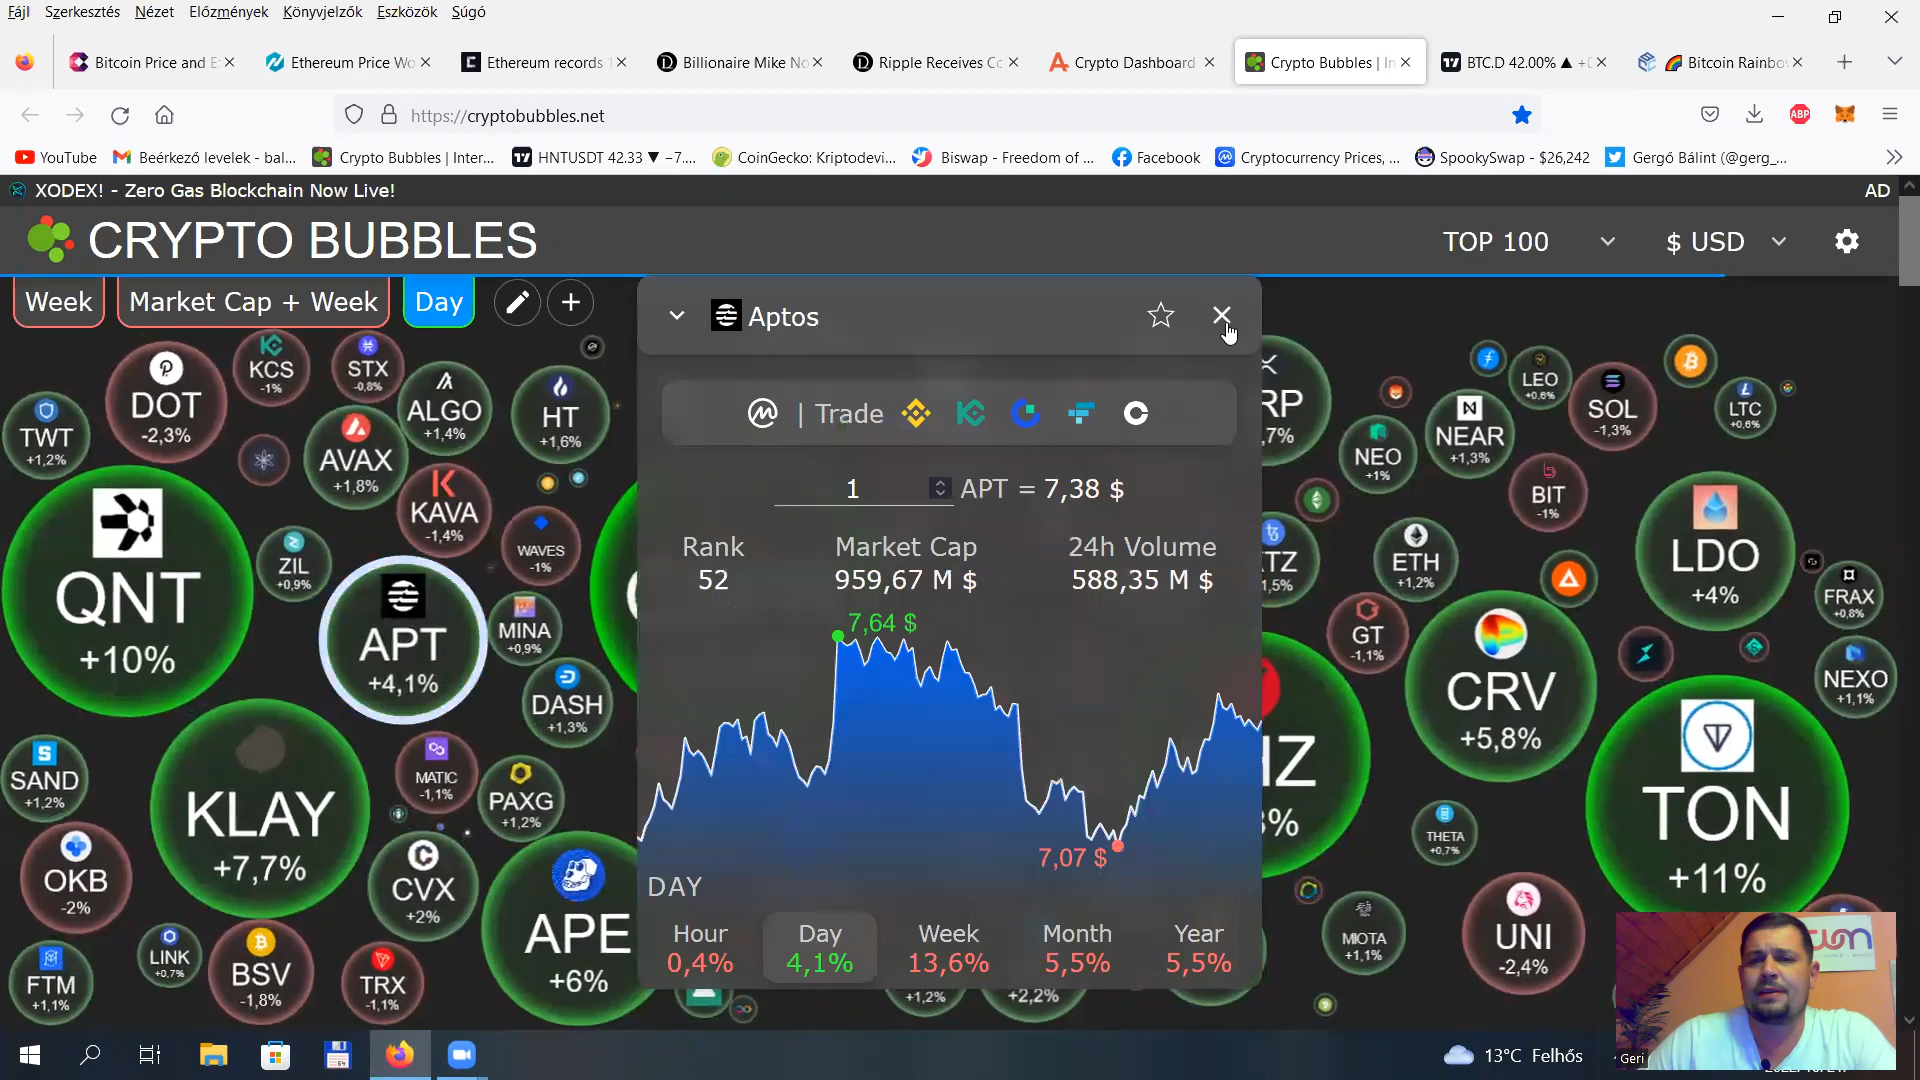 Fájl Szerkesztés Nézet Előzmények Könyvjelzők Eszközök Súgó
Bitcoin Price and Et
Ethereum Price Wo
Ethereum records 1
Billionaire Mike No
Ripple Receives Co
Crypto Dashboard
Crypto Bubbles | In
BTC.D 42.00% ▲ +
Bitcoin Rainbo
https://cryptobubbles.net
ABP
YouTube
Beérkező levelek - bal...
Crypto Bubbles | Inter...
HNTUSDT 42.33 ▼ −7....
CoinGecko: Kriptodevi...
Biswap - Freedom of ...
Facebook
Cryptocurrency Prices, ...
SpookySwap - $26,242
Gergő Bálint (@gerg_...
XODEX! - Zero Gas Blockchain Now Live!
AD
CRYPTO BUBBLES
TOP 100
$ USD
Week
Market Cap + Week
Day
Aptos
| Trade
1 APT = 7,38 $
Rank
52
Market Cap
959,67 M $
24h Volume
588,35 M $
7,64 $
7,07 $
DAY
Hour
0,4%
Day
4,1%
Week
13,6%
Month
5,5%
Year
5,5%
TWT
+1,2%
DOT
-2,3%
KCS
-1%
STX
-0,8%
ALGO
+1,4%
HT
+1,6%
AVAX
+1,8%
KAVA
-1,4%
WAVES
-1%
QNT
+10%
ZIL
+0,9%
APT
+4,1%
MINA
+0,9%
DASH
+1,3%
SAND
+1,2%
KLAY
+7,7%
MATIC
-1,1%
PAXG
+1,2%
OKB
-2%
CVX
+2%
APE
+6%
FTM
+1,1%
LINK
+0,7%
BSV
-1,8%
TRX
-1,1%
+1,2%
+2,2%
RP
7%
NEO
+1%
NEAR
+1,3%
LEO
+0,6%
SOL
-1,3%
LTC
+0,6%
BIT
-1%
TZ
1,5%
ETH
+1,2%
LDO
+4%
FRAX
+0,8%
GT
-1,1%
CRV
+5,8%
NEXO
+1,1%
IZ
3%
THETA
+0,7%
TON
+11%
MIOTA
+1,1%
UNI
-2,4%
Geri
13°C Felhős